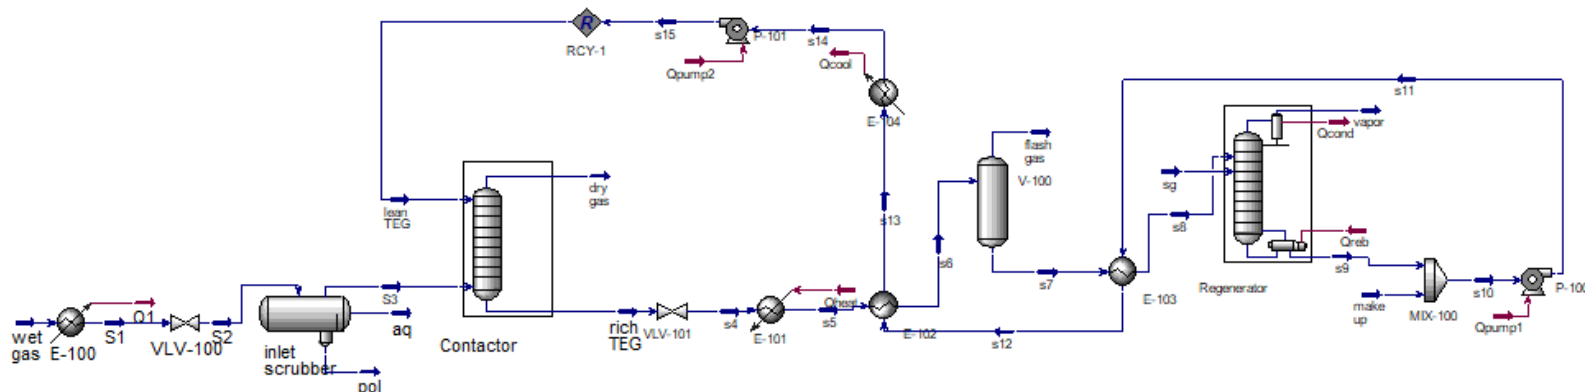 RCY-1
s15
P-101
s14
Qpump2
Qcool
E-104
s11
vapor
Qcond
Regenerator
flash
gas
V-100
sg
s8
Qreb
s9
make
up
MIX-100
s10
P-100
Qpump1
lean
TEG
dry
gas
s13
s6
s7
E-103
s12
S3
Contactor
rich
TEG
VLV-101
s4
Qheat
E-101
s5
E-102
wet
gas
E-100
Q1
S1
VLV-100
S2
inlet
scrubber
aq
pol